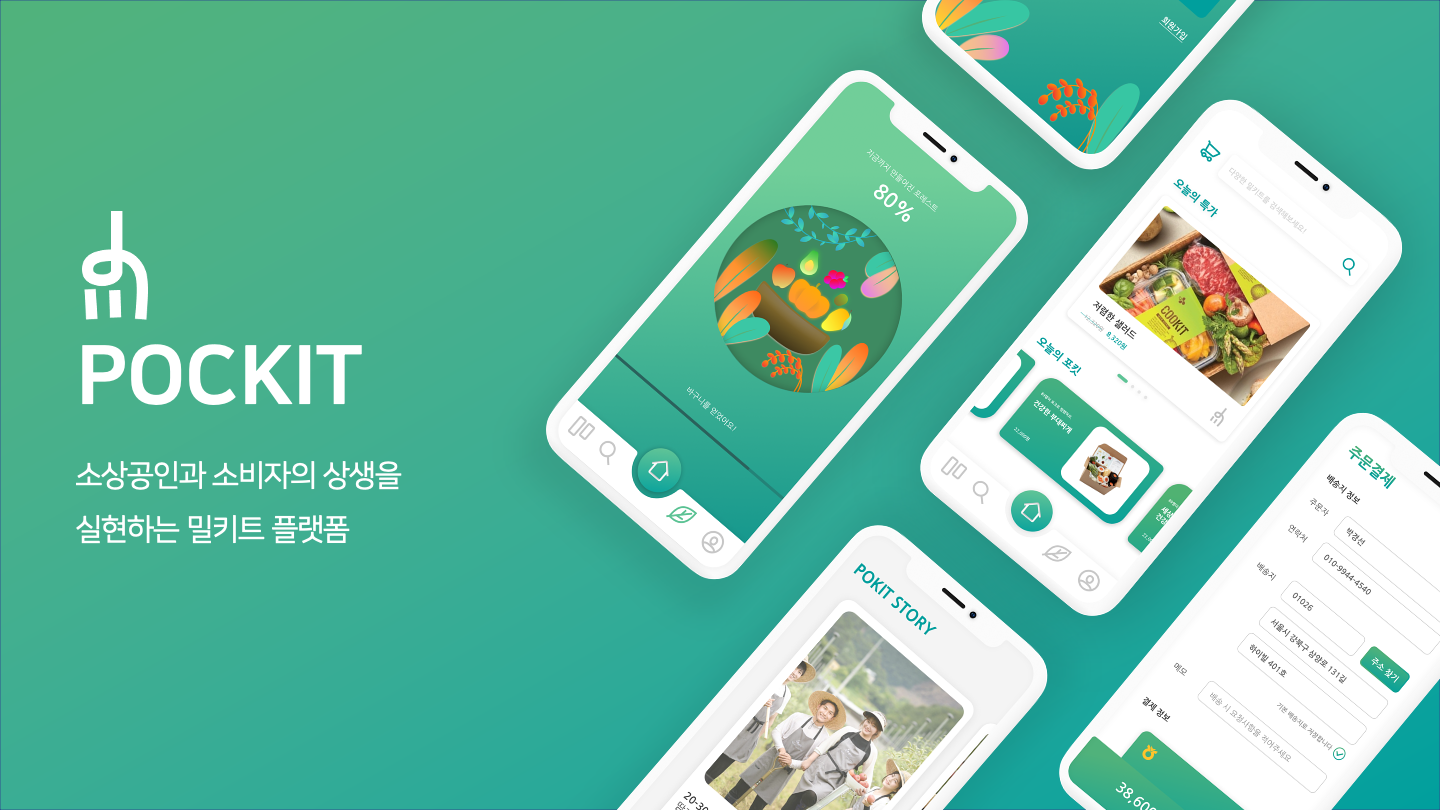 POCKIT
소상공인과 소비자의 상생을
실현하는 밀키트 플랫폼
회원가입
지금까지 만들어진 포레스트
80%
바구니를 얻었어요!
다양한 밀키트를 검색해보세요!
오늘의 특가
COOKIT
저렴한 샐러드
8,320원
오늘의 포킷
건강한 부대찌개
POKIT STORY
20-30
주문결제
배송지 정보
주문자
박경선
연락처
010-9944-4540
배송지
01026
주소 찾기
서울시 강북구 삼양로 131길
하이빌 401호
기본 배송지로 저장합니다
메모
배송 시 요청사항을 적어주세요
결제 정보
38,600